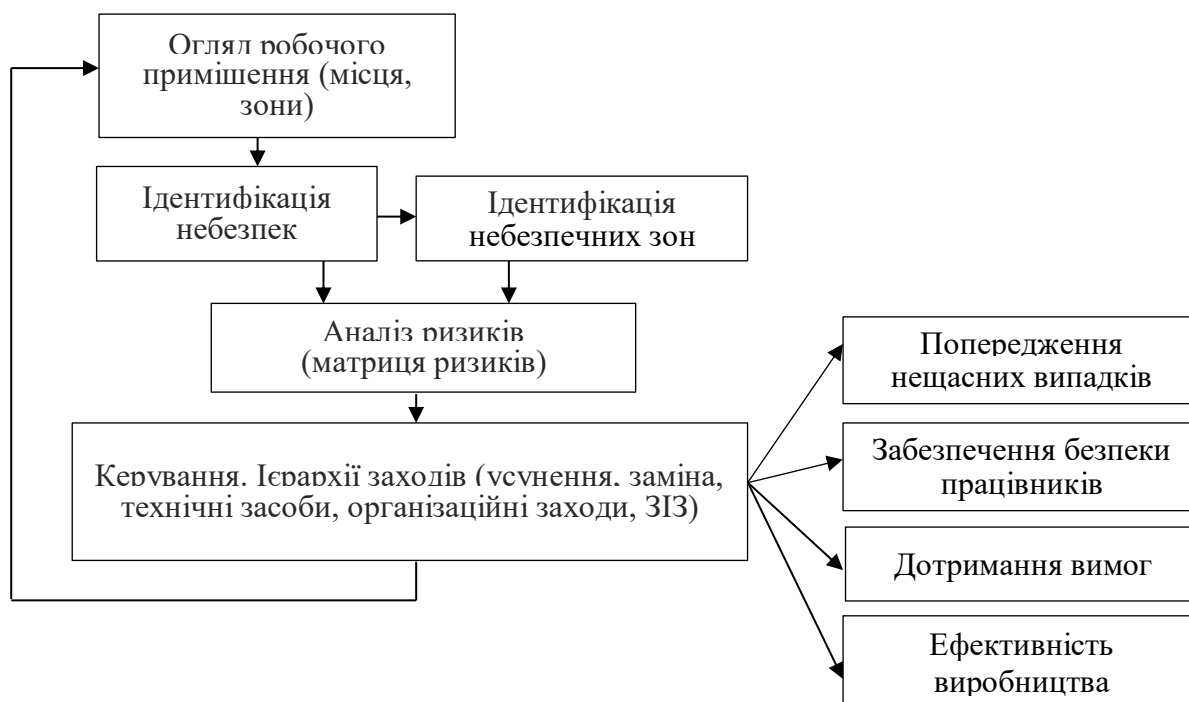 Огляд робочого
приміщення (місця,
зони)
Ідентифікація
небезпек
Ідентифікація
небезпечних зон
Аналіз ризиків
(матриця ризиків)
Керування. Ієрархії заходів (усунення, заміна,
технічні засоби, організаційні заходи, ЗІЗ)
Попередження
нещасних випадків
Забезпечення безпеки
працівників
Дотримання вимог
Ефективність
виробництва